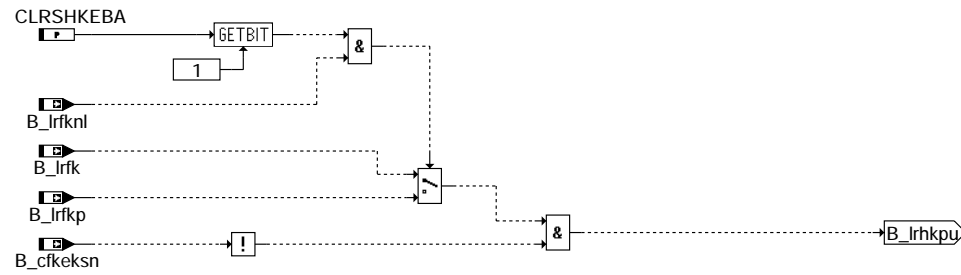 CLRSHKEBA
P
GETBIT
&
1
B_lrfknl
B_lrfk
B_lrfkp
&
B_lrhkpu
!
B_cfkeksn